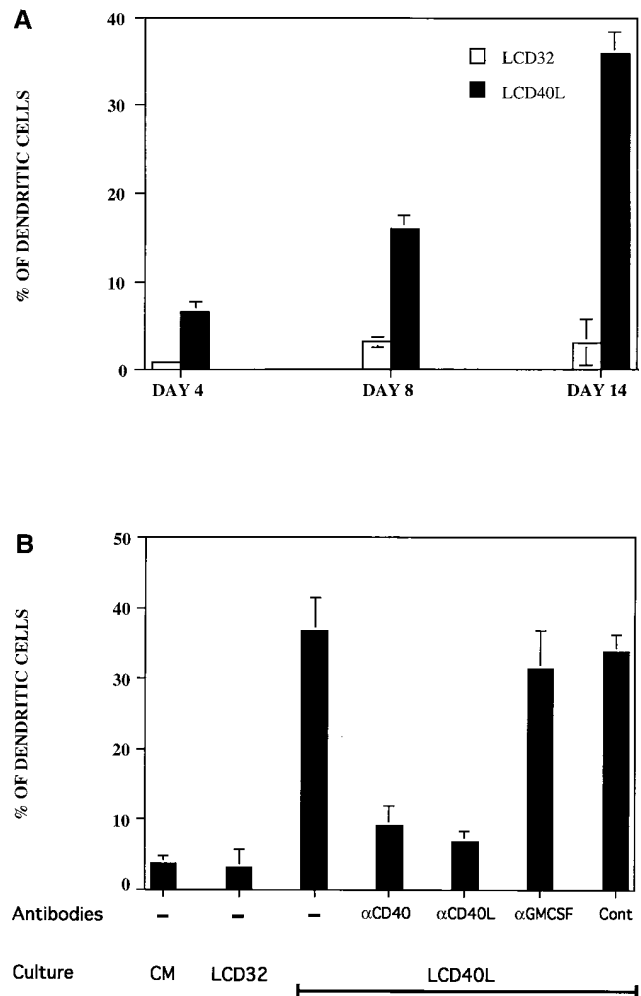 A
% OF DENDRITIC CELLS
40
30
20
10
0
LCD32
LCD40L
DAY 4 DAY 8 DAY 14
B
% OF DENDRITIC CELLS
50
40
30
20
10
0
Antibodies – – – αCD40 αCD40L αGMCSF Cont
Culture CM LCD32 LCD40L